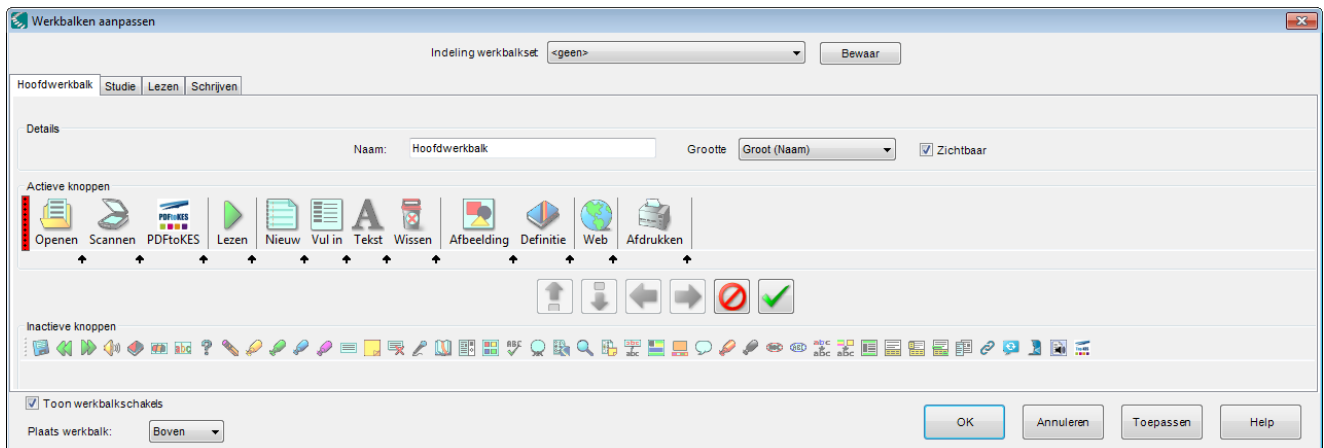 Werkbalken aanpassen
Indeling werkbalkset <geen> Bewaar
Hoofdwerkbalk Studie Lezen Schrijven
Details
Naam: Hoofdwerkbalk Grootte Groot (Naam) Zichtbaar
Actieve knoppen
PDFtoKES
Openen Scannen PDFtoKES Lezen Nieuw Vul in Tekst Wissen Afbeelding Definitie Web Afdrukken
Inactieve knoppen
Toon werkbalkschakels
Plaats werkbalk: Boven OK Annuleren Toepassen Help